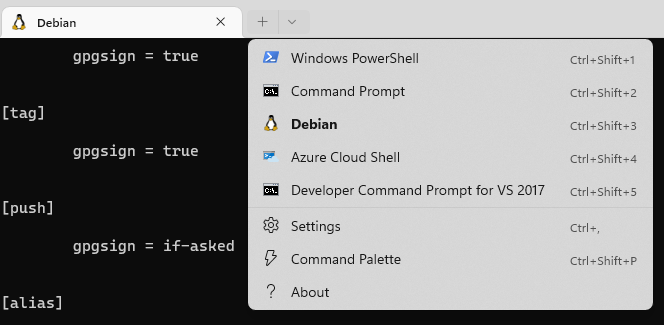 Debian
gpgsign = true
[tag]
gpgsign = true
[push]
gpgsign = if-asked
[alias]
Windows PowerShell Ctrl+Shift+1
Command Prompt Ctrl+Shift+2
Debian Ctrl+Shift+3
Azure Cloud Shell Ctrl+Shift+4
Developer Command Prompt for VS 2017 Ctrl+Shift+5
Settings Ctrl+,
Command Palette Ctrl+Shift+P
About